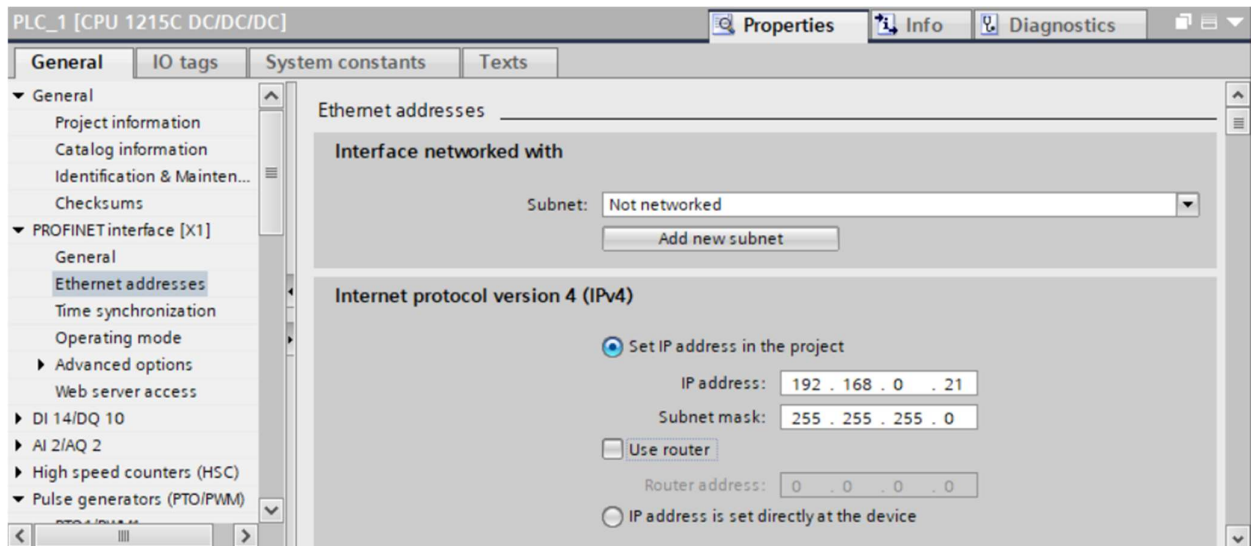 PLC_1 [CPU 1215C DC/DC/DC]
Properties
Info
Diagnostics
General
IO tags
System constants
Texts
General
Project information
Catalog information
Identification & Mainten...
Checksums
PROFINET interface [X1]
General
Ethernet addresses
Time synchronization
Operating mode
Advanced options
Web server access
DI 14/DQ 10
AI 2/AQ 2
High speed counters (HSC)
Pulse generators (PTO/PWM)
Ethernet addresses
Interface networked with
Subnet: Not networked
Add new subnet
Internet protocol version 4 (IPv4)
Set IP address in the project
IP address: 192 . 168 . 0 . 21
Subnet mask: 255 . 255 . 255 . 0
Use router
Router address: 0 . 0 . 0 . 0
IP address is set directly at the device